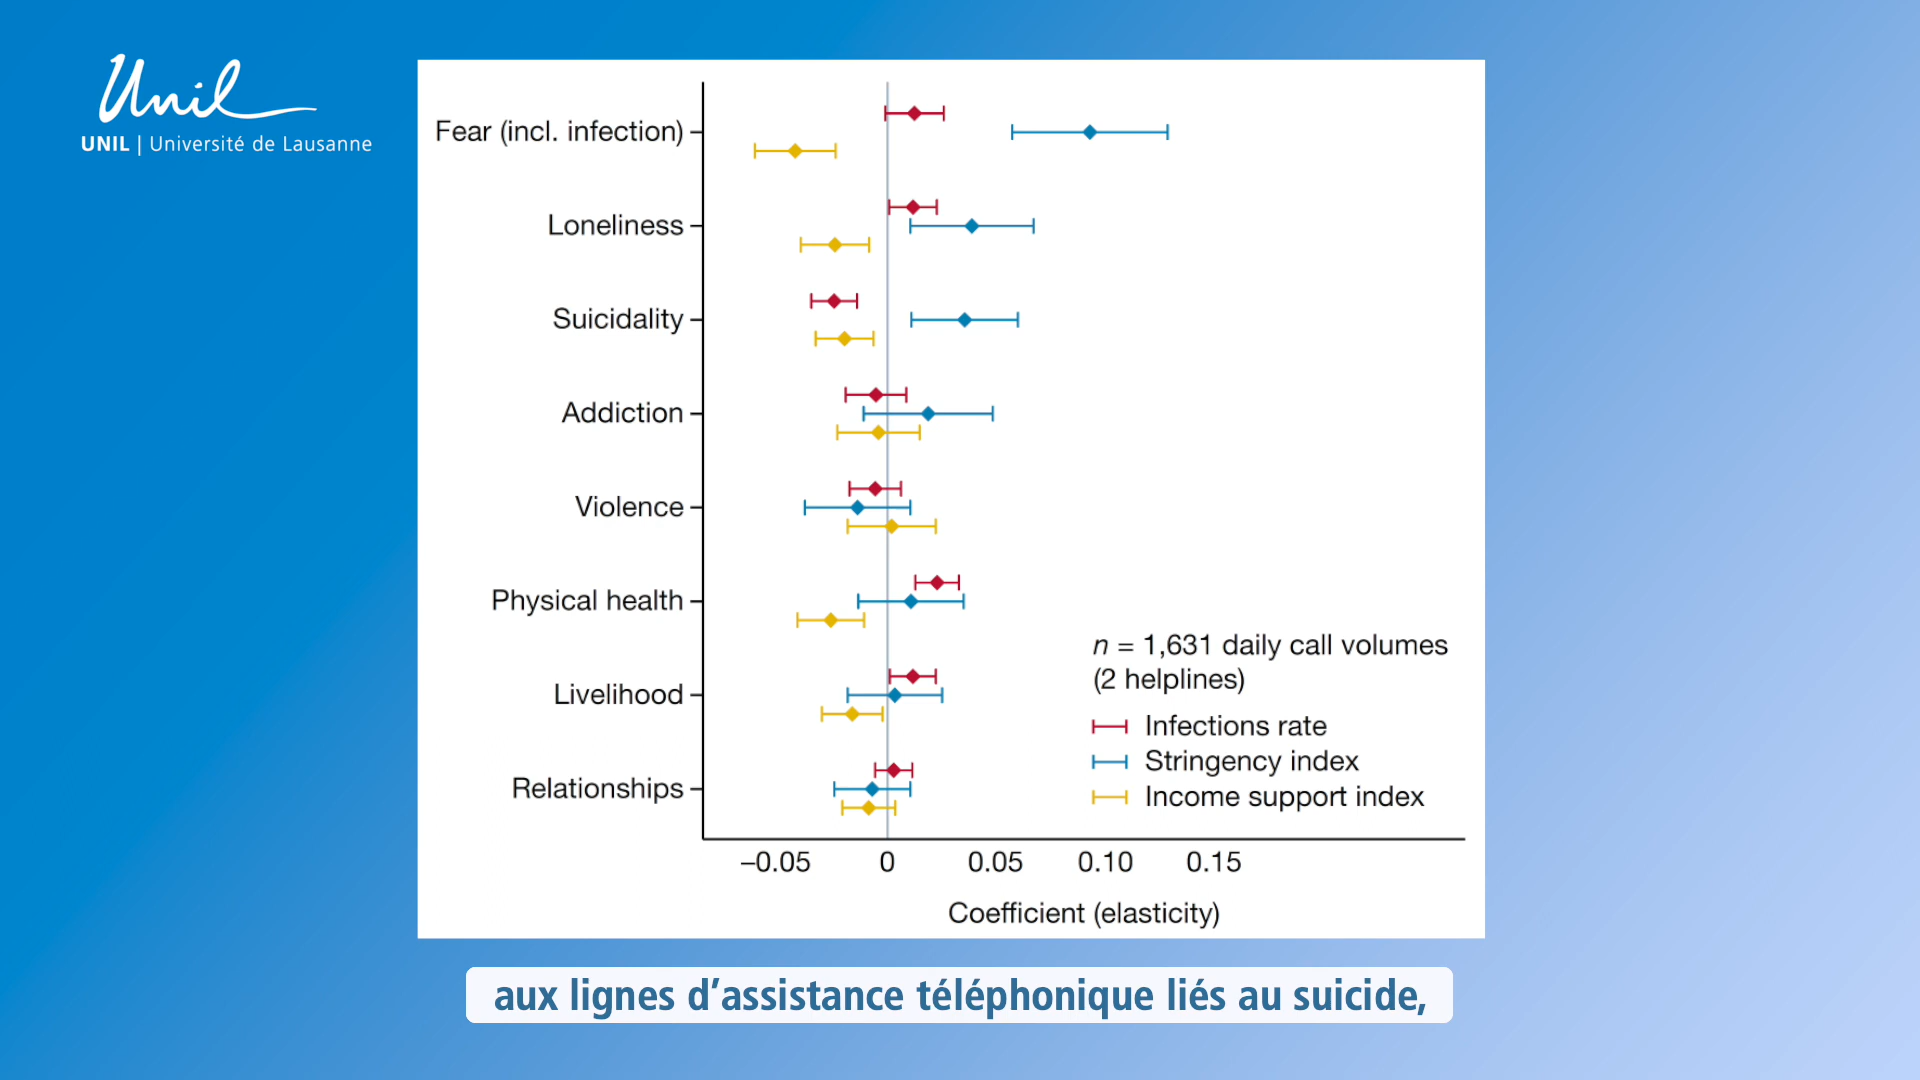 Unil
UNIL | Université de Lausanne
Fear (incl. infection)
Loneliness
Suicidality
Addiction
Violence
Physical health
Livelihood
Relationships
n = 1,631 daily call volumes
(2 helplines)
Infections rate
Stringency index
Income support index
−0.05 0 0.05 0.10 0.15
Coefficient (elasticity)
aux lignes d’assistance téléphonique liés au suicide,